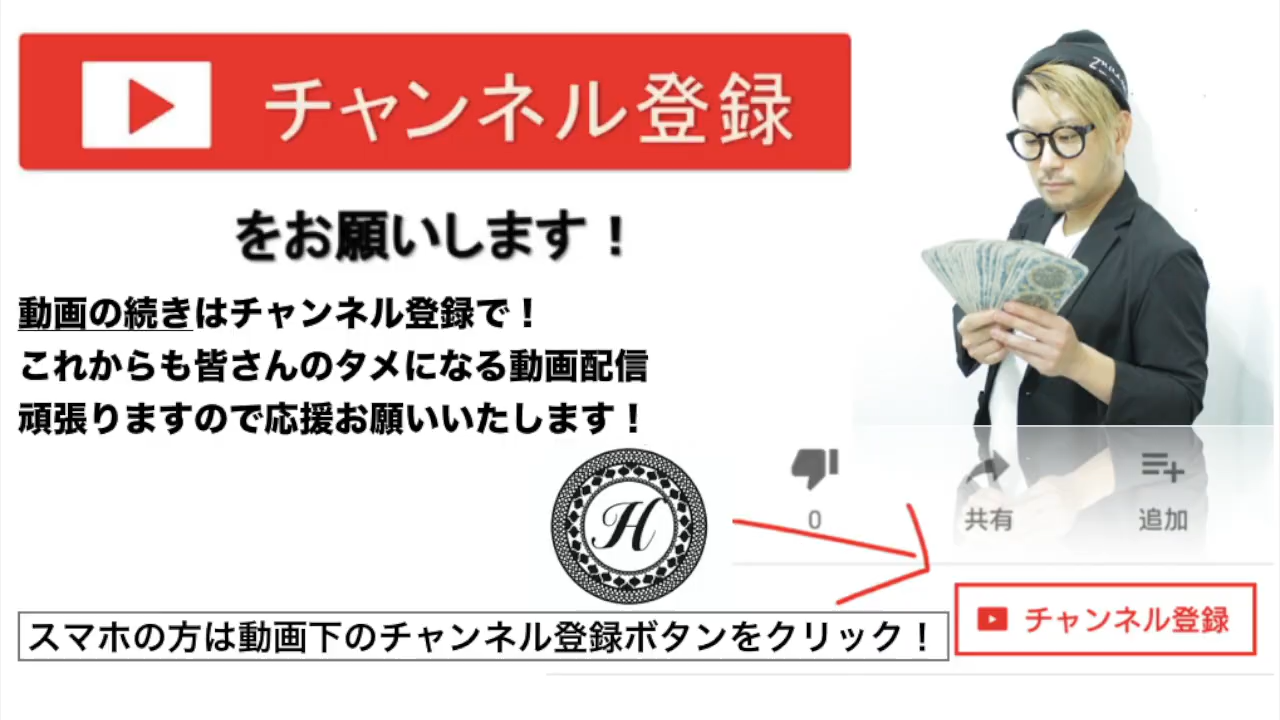 チャンネル登録
をお願いします！
動画の続きはチャンネル登録で！
これからも皆さんのタメになる動画配信
頑張りますので応援お願いいたします！
H
0
共有
追加
チャンネル登録
スマホの方は動画下のチャンネル登録ボタンをクリック！